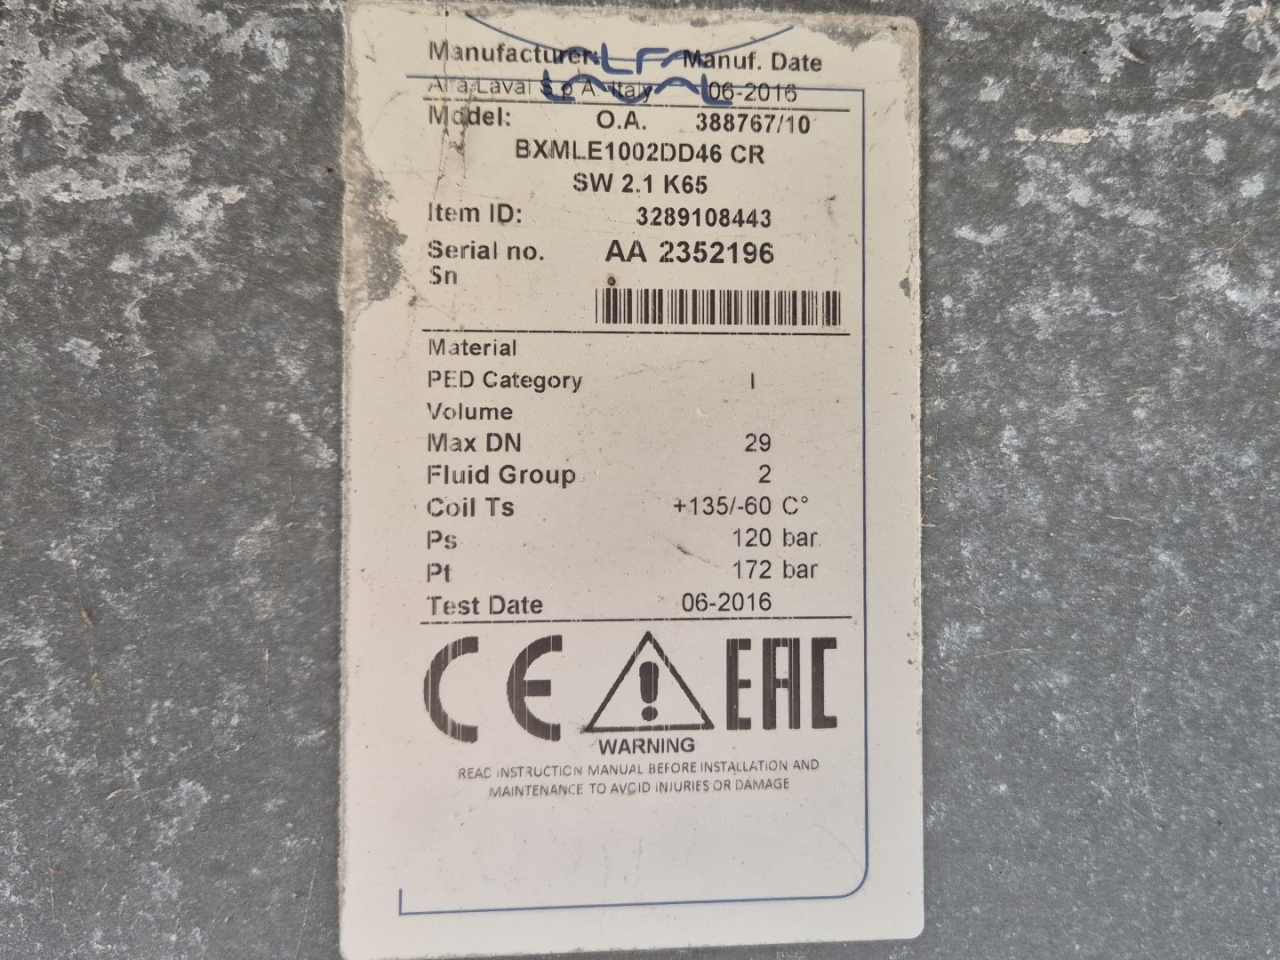 ALFA
LAVAL
Manufacturer: Manuf. Date
Alfa Laval S.p.A. Italy 06-2016
Model: O.A. 388767/10
BXMLE1002DD46 CR
SW 2.1 K65
Item ID: 3289108443
Serial no. AA 2352196
Sn
Material
PED Category I
Volume
Max DN 29
Fluid Group 2
Coil Ts +135/-60 C°
Ps 120 bar
Pt 172 bar
Test Date 06-2016
CE EAC
WARNING
READ INSTRUCTION MANUAL BEFORE INSTALLATION AND
MAINTENANCE TO AVOID INJURIES OR DAMAGE